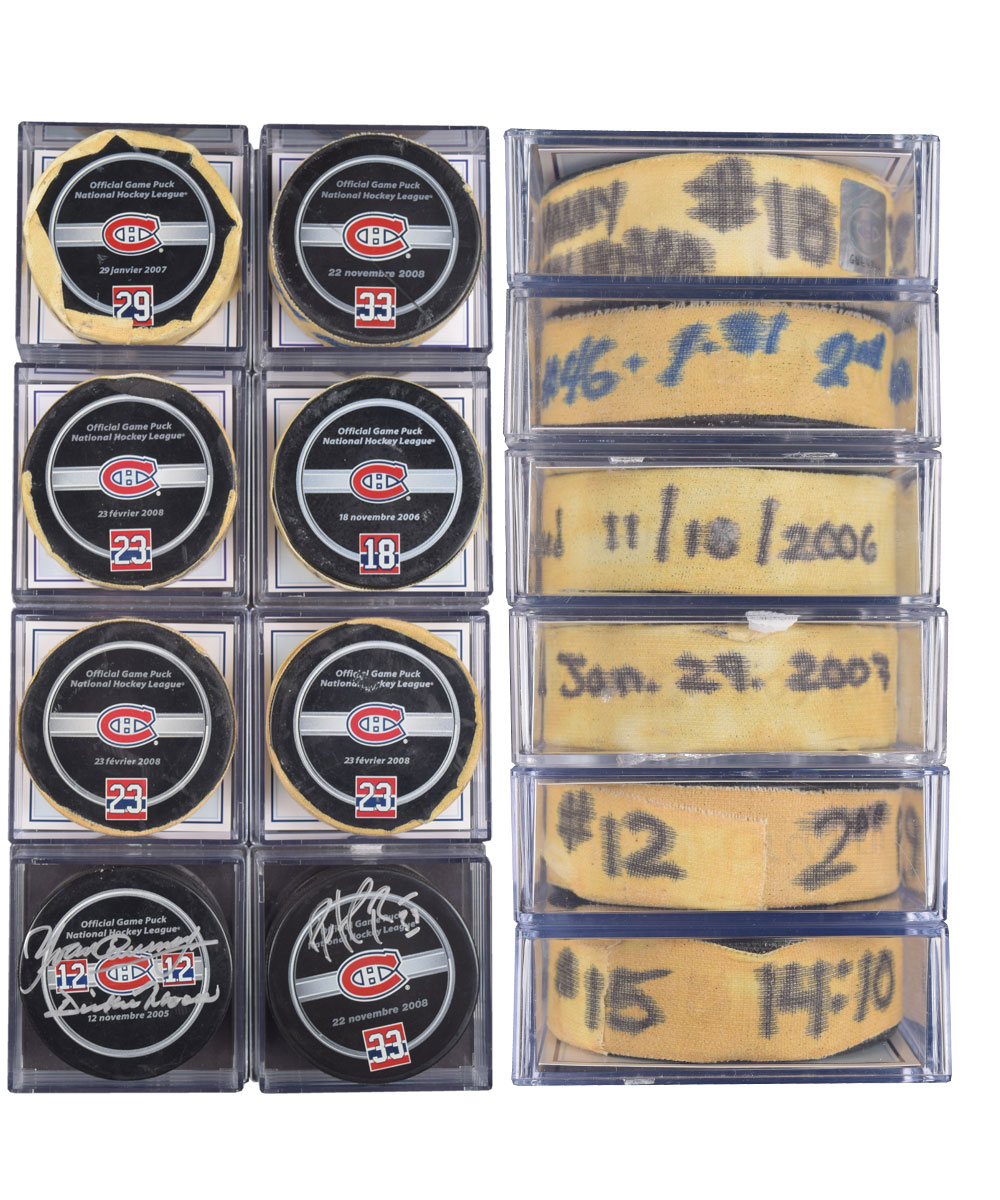 Official Game Puck
National Hockey League®
29 janvier 2007
29
Official Game Puck
National Hockey League®
22 novembre 2008
33
Official Game Puck
National Hockey League®
23 février 2008
23
Official Game Puck
National Hockey League®
18 novembre 2006
18
Official Game Puck
National Hockey League®
23 février 2008
23
Official Game Puck
National Hockey League®
23 février 2008
23
Official Game Puck
National Hockey League®
12 12
Dickie Moore
12 novembre 2005
Game Puck
Hockey League®
22 novembre 2008
33
# 18
#46 + 1 2nd
11/18/2006
Jan. 29. 2007
#12 2nd
#15 14:10